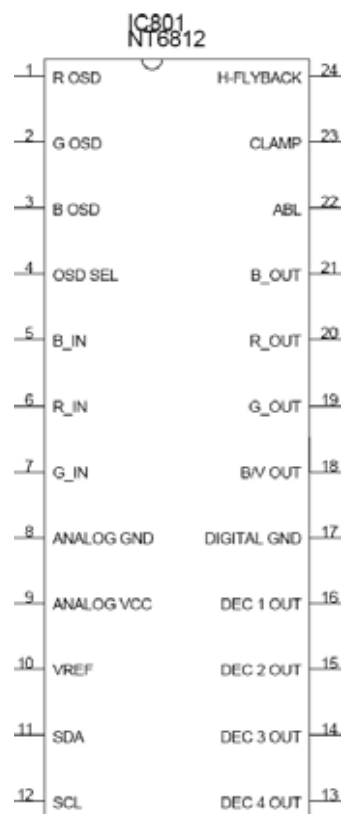 IC801
NT6812
1 R OSD H-FLYBACK 24
2 G OSD CLAMP 23
3 B OSD ABL 22
4 OSD SEL B_OUT 21
5 B_IN R_OUT 20
6 R_IN G_OUT 19
7 G_IN B/V OUT 18
8 ANALOG GND DIGITAL GND 17
9 ANALOG VCC DEC 1 OUT 16
10 VREF DEC 2 OUT 15
11 SDA DEC 3 OUT 14
12 SCL DEC 4 OUT 13